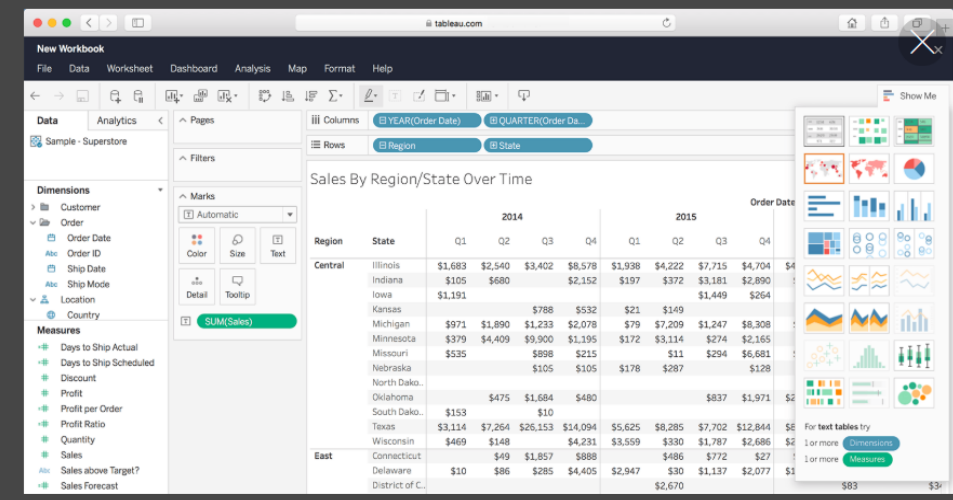 tableau.com
New Workbook
File Data Worksheet Dashboard Analysis Map Format Help
Show Me
Data Analytics
Sample - Superstore
Dimensions
Customer
Order
Order Date
Order ID
Ship Date
Ship Mode
Location
Country
Measures
Days to Ship Actual
Days to Ship Scheduled
Discount
Profit
Profit per Order
Profit Ratio
Quantity
Sales
Sales above Target?
Sales Forecast
Pages
Filters
Marks
Automatic
Color Size Text
Detail Tooltip
SUM(Sales)
Columns YEAR(Order Date) QUARTER(Order Da...
Rows Region State
Sales By Region/State Over Time
Order Date
2014 2015
Region State Q1 Q2 Q3 Q4 Q1 Q2 Q3 Q4
Central Illinois $1,683 $2,540 $3,402 $8,578 $1,938 $4,222 $7,715 $4,704 $4
Indiana $105 $680 $2,152 $197 $372 $3,181 $2,890
Iowa $1,191 $1,449 $264
Kansas $788 $532 $21 $149
Michigan $971 $1,890 $1,233 $2,078 $79 $7,209 $1,247 $8,308
Minnesota $379 $4,409 $9,900 $1,195 $172 $3,114 $274 $2,165
Missouri $535 $898 $215 $11 $294 $6,681
Nebraska $105 $105 $178 $287 $128
North Dako..
Oklahoma $475 $1,684 $480 $837 $1,971 $2
South Dako.. $153 $10
Texas $3,114 $7,264 $26,153 $14,094 $5,625 $8,285 $7,702 $12,844 $8
Wisconsin $469 $148 $4,231 $3,559 $330 $1,787 $2,686 $2
East Connecticut $49 $1,857 $888 $486 $772 $27
Delaware $10 $86 $285 $4,405 $2,947 $30 $1,137 $2,077 $1
District of C.. $2,670 $83 $3
For text tables try
1 or more Dimensions
1 or more Measures